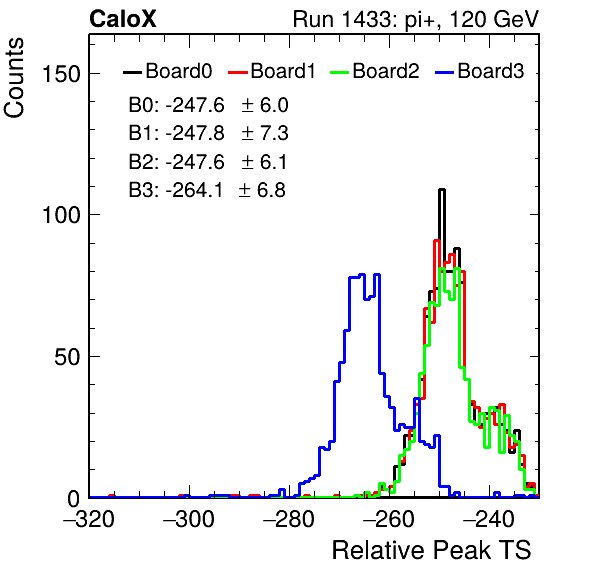 CaloX Run 1433: pi+, 120 GeV
Counts
Board0 Board1 Board2 Board3
B0: -247.6 ± 6.0
B1: -247.8 ± 7.3
B2: -247.6 ± 6.1
B3: -264.1 ± 6.8
150
100
50
0
−320 −300 −280 −260 −240
Relative Peak TS